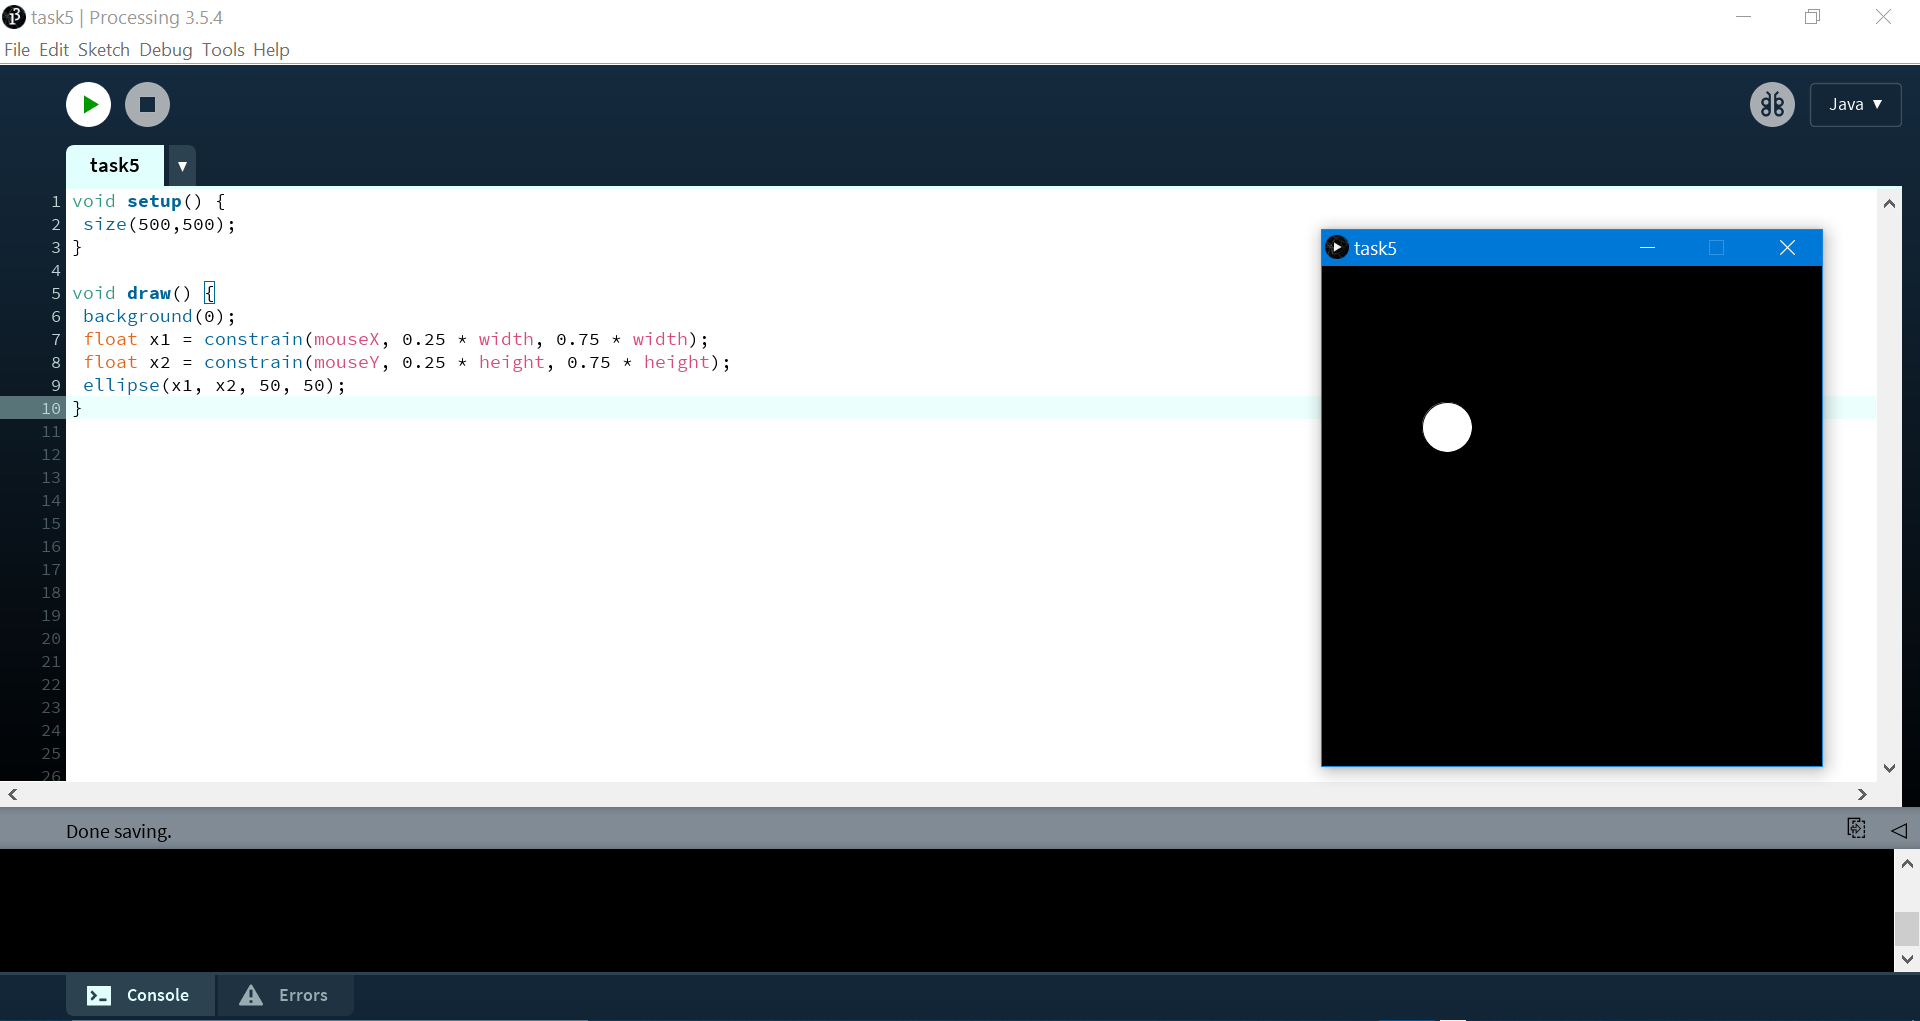 task5 | Processing 3.5.4
File Edit Sketch Debug Tools Help
Java ▼
task5 ▼
1 void setup() {
2  size(500,500);
3 }
4
5 void draw() {
6  background(0);
7  float x1 = constrain(mouseX, 0.25 * width, 0.75 * width);
8  float x2 = constrain(mouseY, 0.25 * height, 0.75 * height);
9  ellipse(x1, x2, 50, 50);
10 }
11
12
13
14
15
16
17
18
19
20
21
22
23
24
25
26
task5
Done saving.
Console Errors